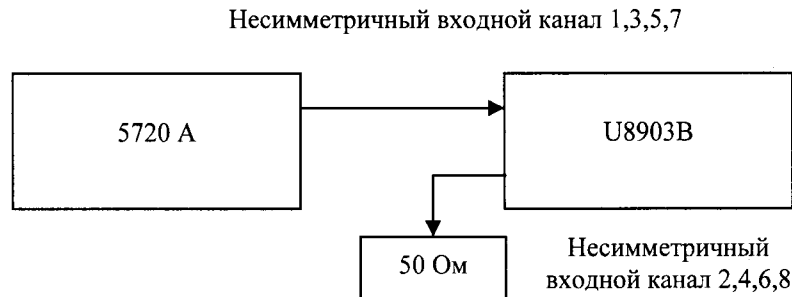 Несимметричный входной канал 1,3,5,7
5720 А
U8903B
50 Ом
Несимметричный
входной канал 2,4,6,8